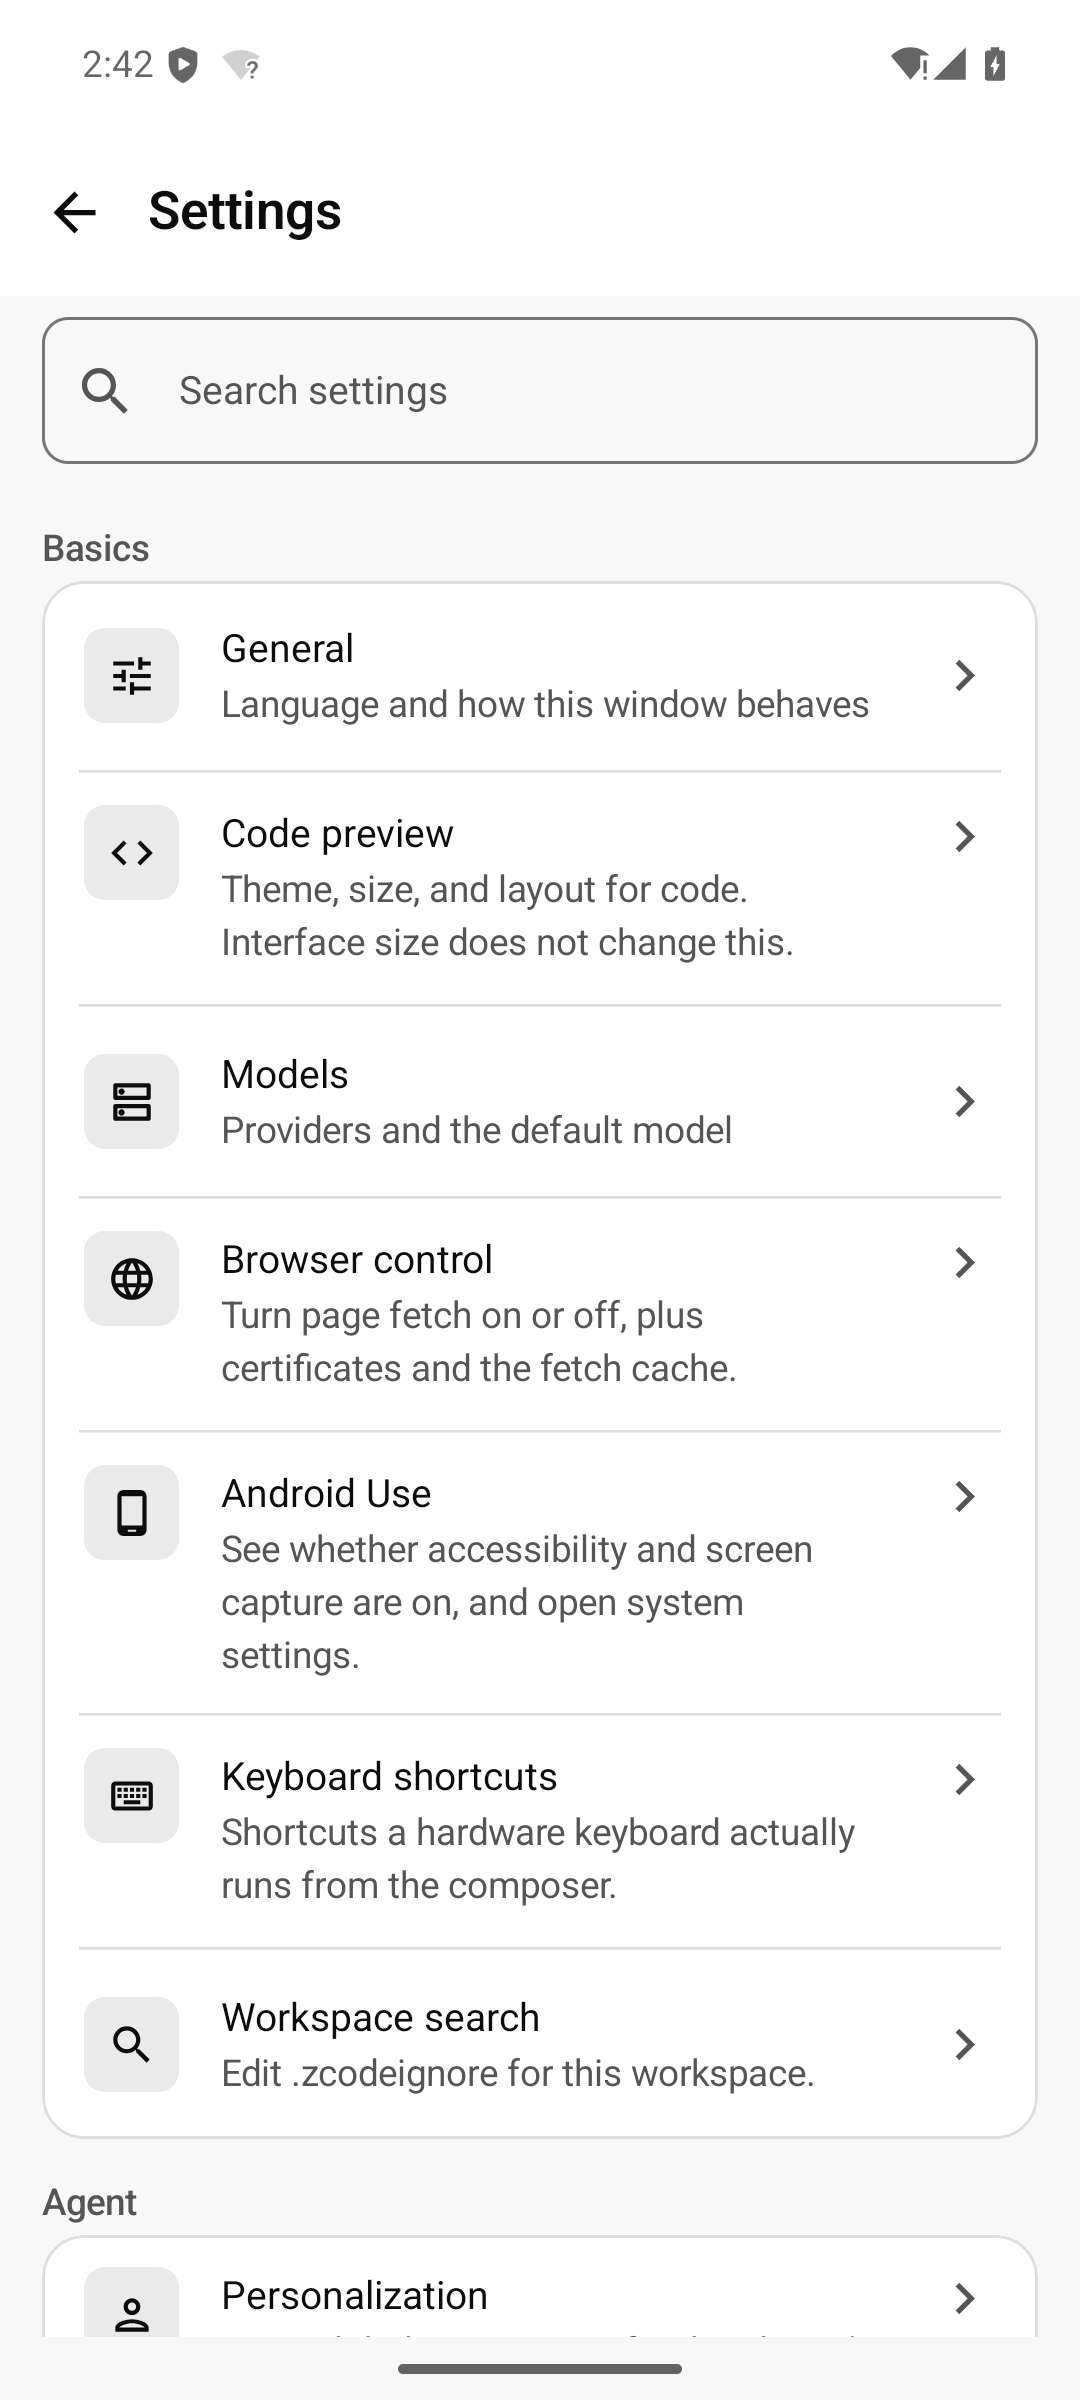 2:42
Settings
Search settings
Basics
General
Language and how this window behaves
Code preview
Theme, size, and layout for code.
Interface size does not change this.
Models
Providers and the default model
Browser control
Turn page fetch on or off, plus
certificates and the fetch cache.
Android Use
See whether accessibility and screen
capture are on, and open system
settings.
Keyboard shortcuts
Shortcuts a hardware keyboard actually
runs from the composer.
Workspace search
Edit .zcodeignore for this workspace.
Agent
Personalization